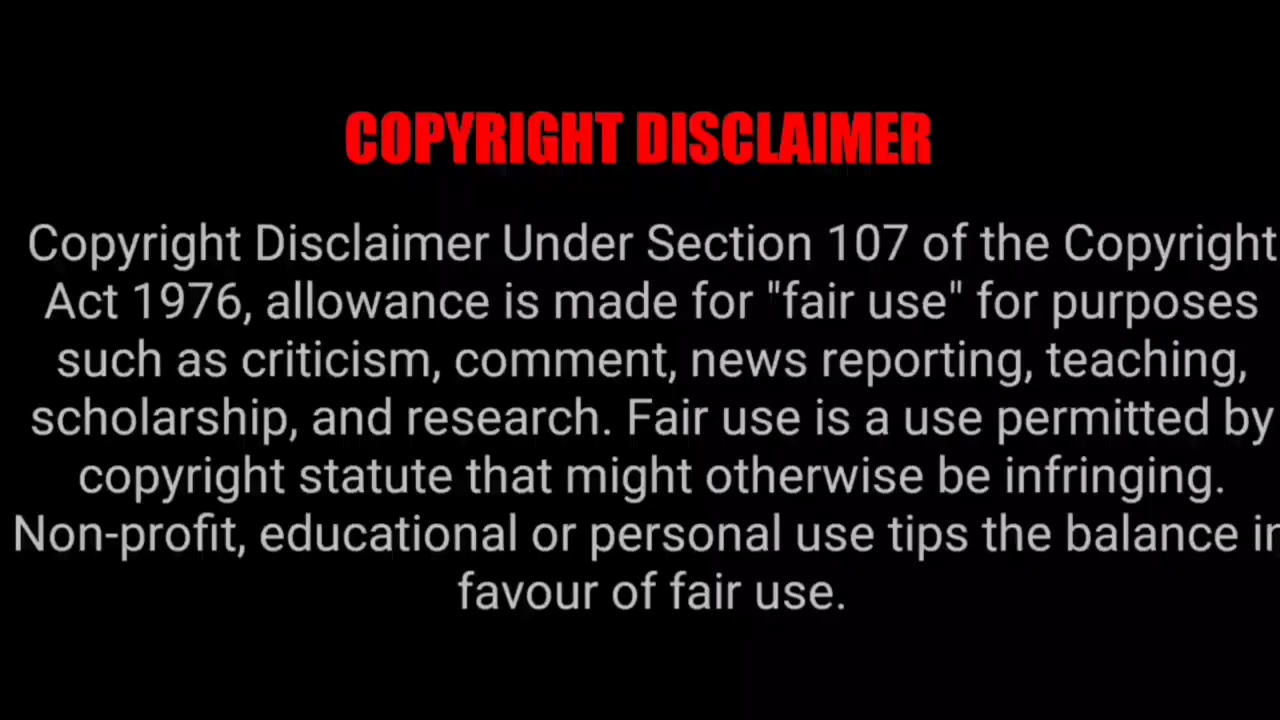 COPYRIGHT DISCLAIMER
Copyright Disclaimer Under Section 107 of the Copyright
Act 1976, allowance is made for "fair use" for purposes
such as criticism, comment, news reporting, teaching,
scholarship, and research. Fair use is a use permitted by
copyright statute that might otherwise be infringing.
Non-profit, educational or personal use tips the balance in
favour of fair use.